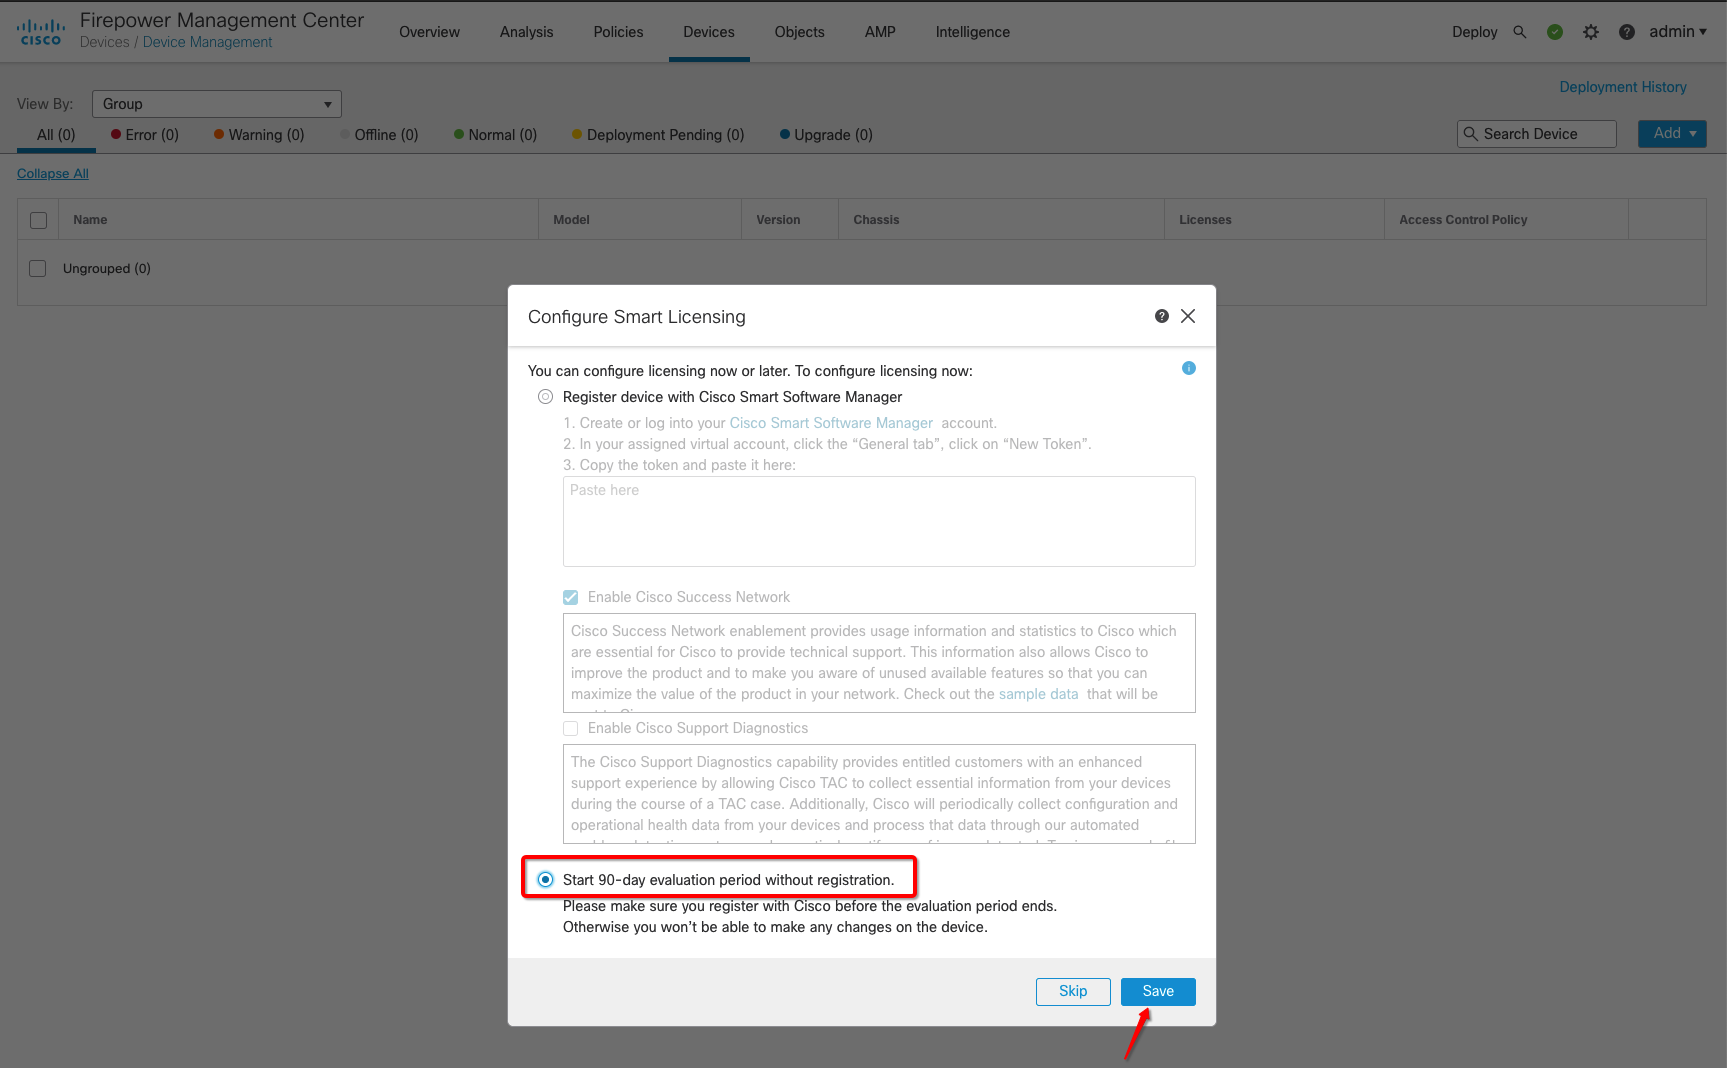 CISCO
Firepower Management Center
Devices / Device Management
Overview
Analysis
Policies
Devices
Objects
AMP
Intelligence
Deploy
admin
Deployment History
View By:
Group
All (0)
Error (0)
Warning (0)
Offline (0)
Normal (0)
Deployment Pending (0)
Upgrade (0)
Search Device
Add
Collapse All
Name
Model
Version
Chassis
Licenses
Access Control Policy
Ungrouped (0)
Configure Smart Licensing
You can configure licensing now or later. To configure licensing now:
Register device with Cisco Smart Software Manager
1. Create or log into your Cisco Smart Software Manager account.
2. In your assigned virtual account, click the “General tab”, click on “New Token”.
3. Copy the token and paste it here:
Paste here
Enable Cisco Success Network
Cisco Success Network enablement provides usage information and statistics to Cisco which
are essential for Cisco to provide technical support. This information also allows Cisco to
improve the product and to make you aware of unused available features so that you can
maximize the value of the product in your network. Check out the sample data that will be
Enable Cisco Support Diagnostics
The Cisco Support Diagnostics capability provides entitled customers with an enhanced
support experience by allowing Cisco TAC to collect essential information from your devices
during the course of a TAC case. Additionally, Cisco will periodically collect configuration and
operational health data from your devices and process that data through our automated
Start 90-day evaluation period without registration.
Please make sure you register with Cisco before the evaluation period ends.
Otherwise you won’t be able to make any changes on the device.
Skip
Save